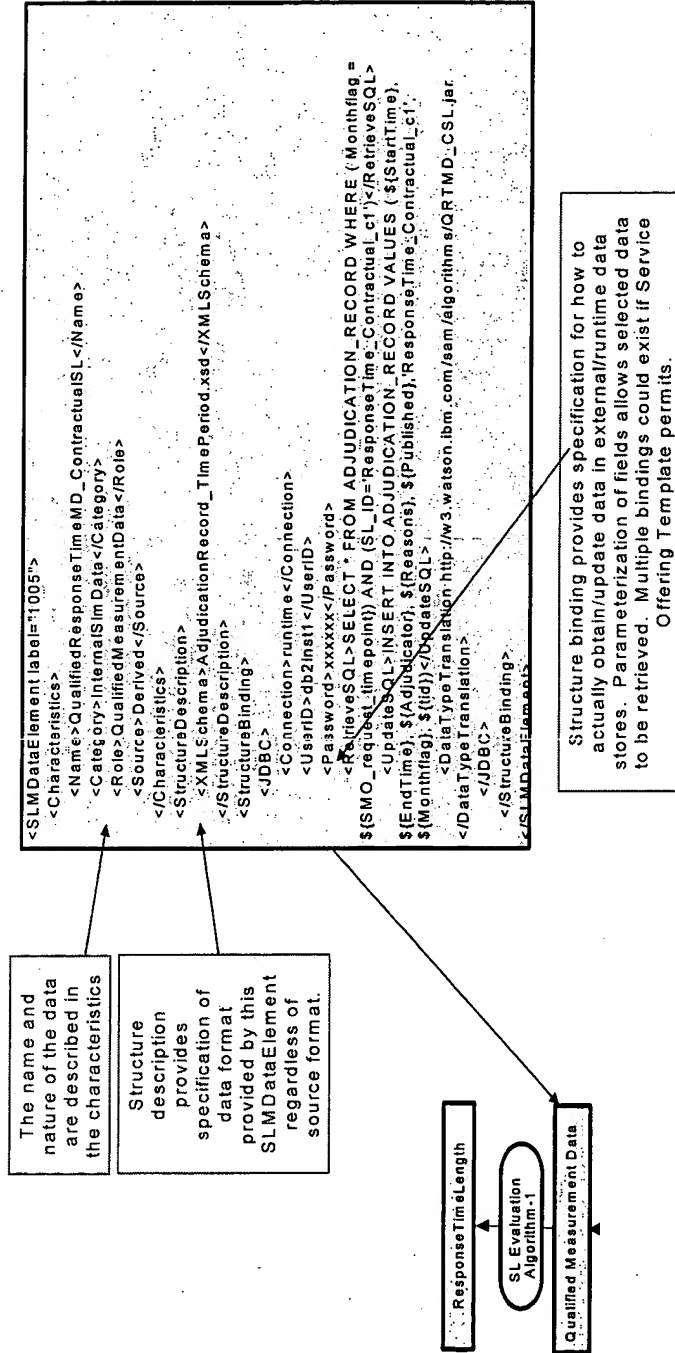 The name and
nature of the data
are described in
the characteristics
Structure
description
provides
specification of
data format
provided by this
SLMDataElement
regardless of
source format.
<SLMDataElement label="1005">
<Characteristics>
<Name>QualifiedResponseTimeMD_ContractualSL</Name>
<Category>InternalSlmData</Category>
<Role>QualifiedMeasurementData</Role>
<Source>Derived</Source>
</Characteristics>
<StructureDescription>
<XMLSchema>AdjudicationRecord_TimePeriod.xsd</XMLSchema>
</StructureDescription>
<StructureBinding>
<JDBC>
<Connection>runtime</Connection>
<UserID>db2inst1</UserID>
<Password>xxxxxx</Password>
<RetrieveSQL>SELECT * FROM ADJUDICATION_RECORD WHERE ( Monthflag =
${SMO_request_timepoint}) AND (SL_ID='ResponseTime_Contractual_c1')</RetrieveSQL>
<UpdateSQL>INSERT INTO ADJUDICATION_RECORD VALUES ( ${StartTime},
${EndTime}, ${Adjudicator}, ${Reasons}, ${Published},'ResponseTime_Contractual_c1',
${Monthflag}, ${tid})</UpdateSQL>
<DataTypeTranslation>http://w3.watson.ibm.com/sam/algorithms/QRTMD_CSL.jar
</DataTypeTranslation>
</JDBC>
</StructureBinding>
</SLMDataElement>
Structure binding provides specification for how to
actually obtain/update data in external/runtime data
stores. Parameterization of fields allows selected data
to be retrieved. Multiple bindings could exist if Service
Offering Template permits.
ResponseTimeLength
SL Evaluation
Algorithm-1
Qualified Measurement Data